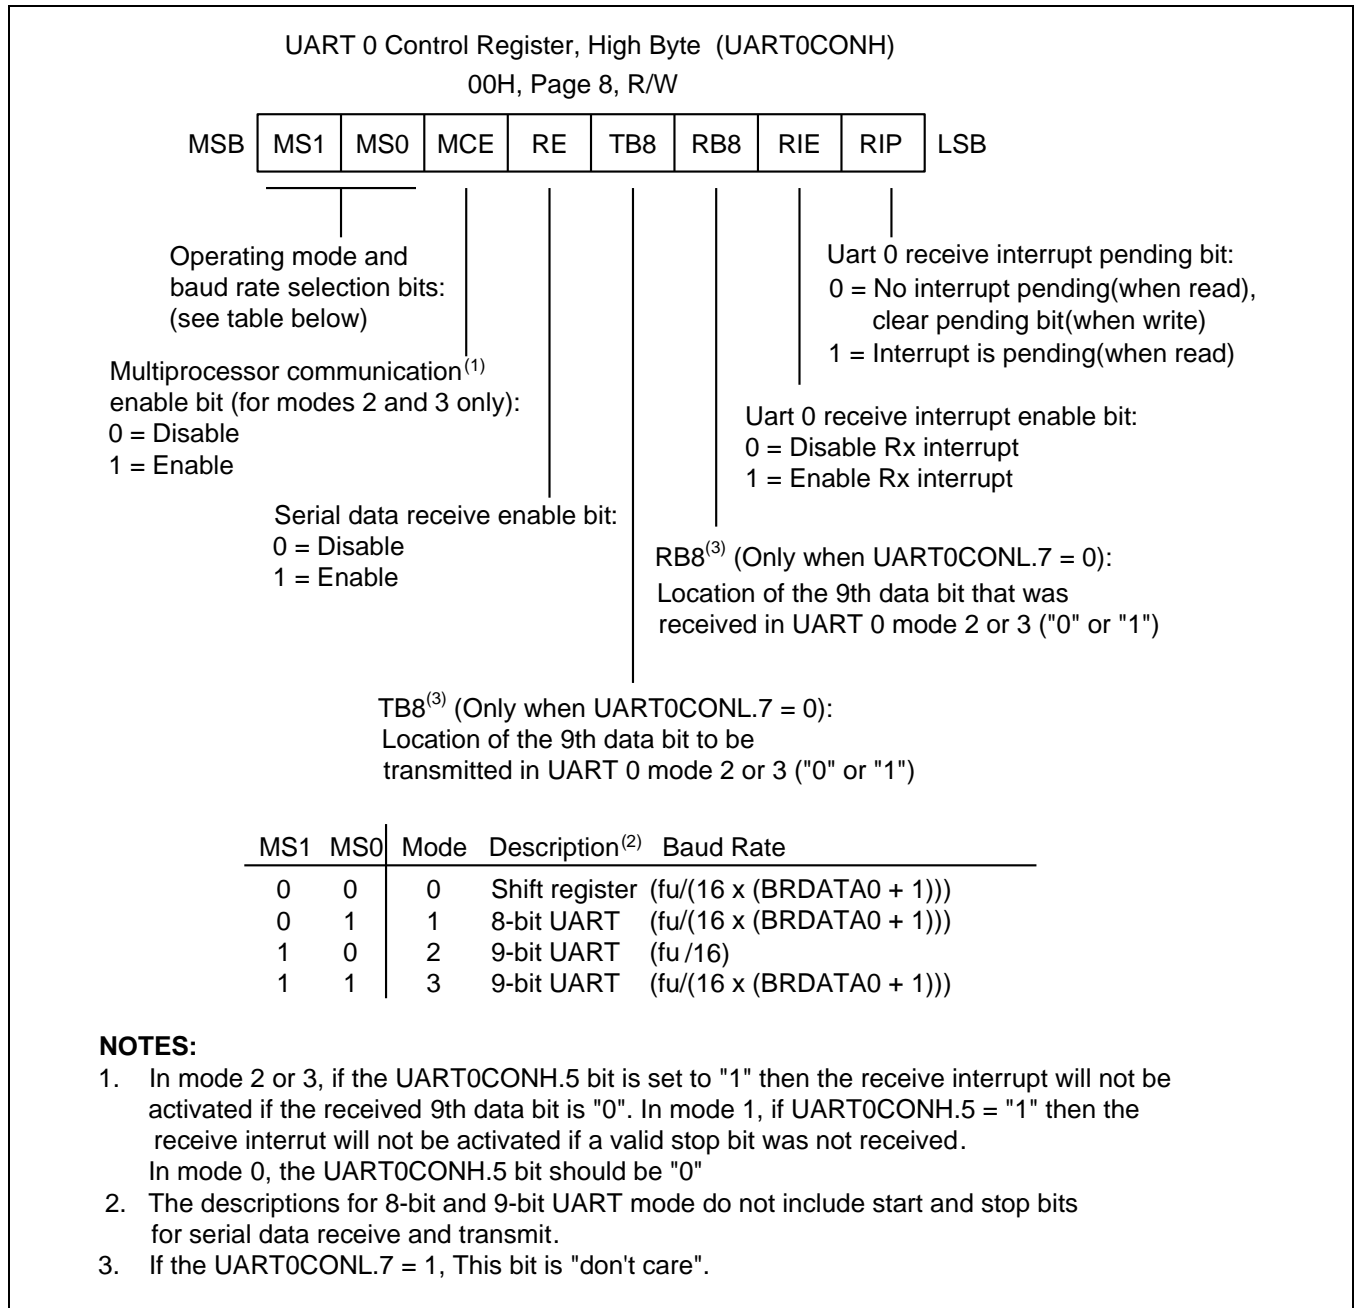 UART 0 Control Register, High Byte (UART0CONH)
00H, Page 8, R/W
MSB MS1 MS0 MCE RE TB8 RB8 RIE RIP LSB
Operating mode and
baud rate selection bits:
(see table below)
Uart 0 receive interrupt pending bit:
0 = No interrupt pending(when read),
clear pending bit(when write)
1 = Interrupt is pending(when read)
Multiprocessor communication(1)
enable bit (for modes 2 and 3 only):
0 = Disable
1 = Enable
Uart 0 receive interrupt enable bit:
0 = Disable Rx interrupt
1 = Enable Rx interrupt
Serial data receive enable bit:
0 = Disable
1 = Enable
RB8(3) (Only when UART0CONL.7 = 0):
Location of the 9th data bit that was
received in UART 0 mode 2 or 3 ("0" or "1")
TB8(3) (Only when UART0CONL.7 = 0):
Location of the 9th data bit to be
transmitted in UART 0 mode 2 or 3 ("0" or "1")
MS1 MS0 Mode Description(2) Baud Rate
0 0 0 Shift register (fu/(16 x (BRDATA0 + 1)))
0 1 1 8-bit UART (fu/(16 x (BRDATA0 + 1)))
1 0 2 9-bit UART (fu /16)
1 1 3 9-bit UART (fu/(16 x (BRDATA0 + 1)))
NOTES:
1. In mode 2 or 3, if the UART0CONH.5 bit is set to "1" then the receive interrupt will not be
activated if the received 9th data bit is "0". In mode 1, if UART0CONH.5 = "1" then the
receive interrut will not be activated if a valid stop bit was not received.
In mode 0, the UART0CONH.5 bit should be "0"
2. The descriptions for 8-bit and 9-bit UART mode do not include start and stop bits
for serial data receive and transmit.
3. If the UART0CONL.7 = 1, This bit is "don't care".